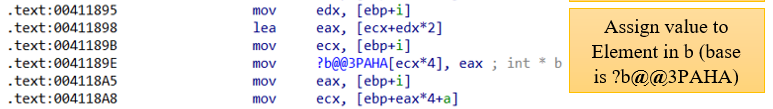 .text:00411895 mov edx, [ebp+i]
.text:00411898 lea eax, [ecx+edx*2]
.text:0041189B mov ecx, [ebp+i]
.text:0041189E mov ?b@@3PAHA[ecx*4], eax ; int * b
.text:004118A5 mov eax, [ebp+i]
.text:004118A8 mov ecx, [ebp+eax*4+a]
Assign value to
Element in b (base
is ?b@@3PAHA)